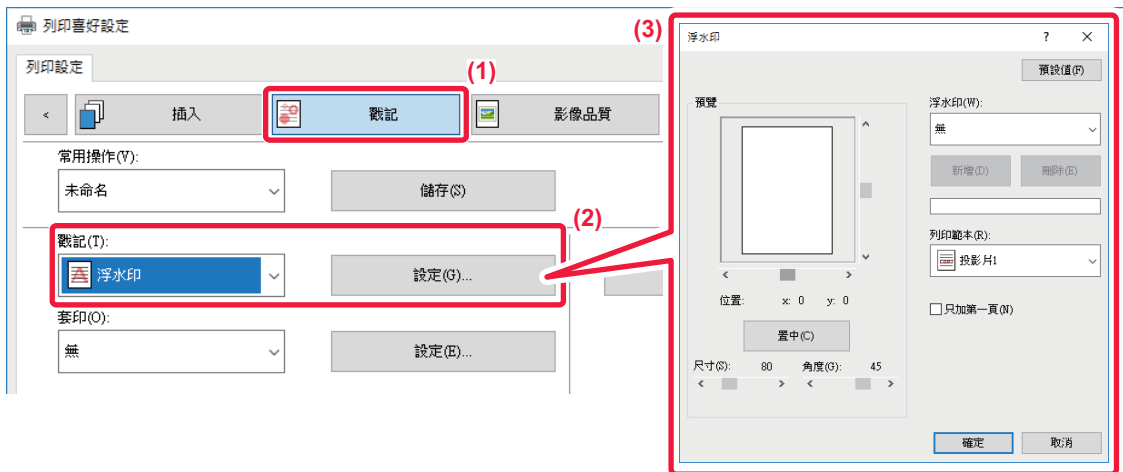 列印喜好設定
列印設定
(1)
< 插入 戳記 影像品質
常用操作(V):
未命名 儲存(S)
(2)
戳記(T):
浮水印 設定(G)...
套印(O):
無 設定(E)...
(3)
浮水印 ? ×
預設值(F)
預覽
浮水印(W):
無
新增(D) 刪除(E)
列印範本(R):
投影片1
位置: x: 0 y: 0
只加第一頁(N)
置中(C)
尺寸(S): 80 角度(G): 45
確定 取消